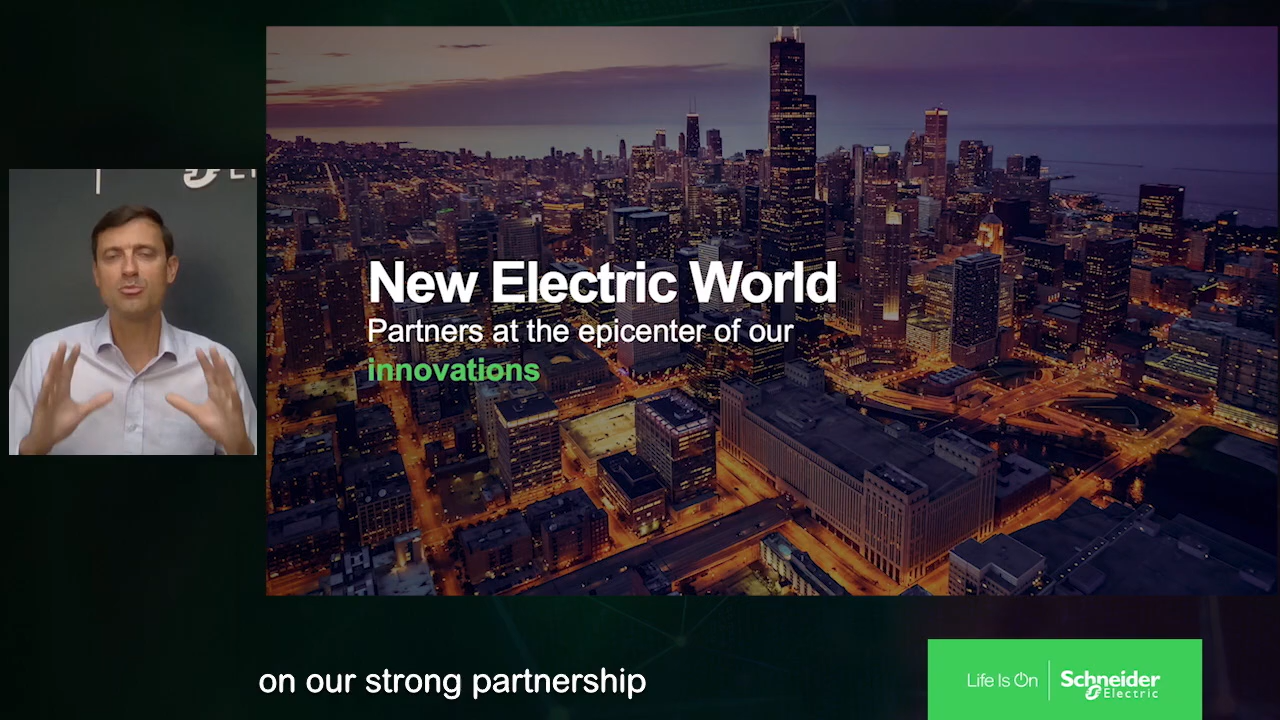 New Electric World
Partners at the epicenter of our
innovations
on our strong partnership
Life Is On
Schneider
Electric